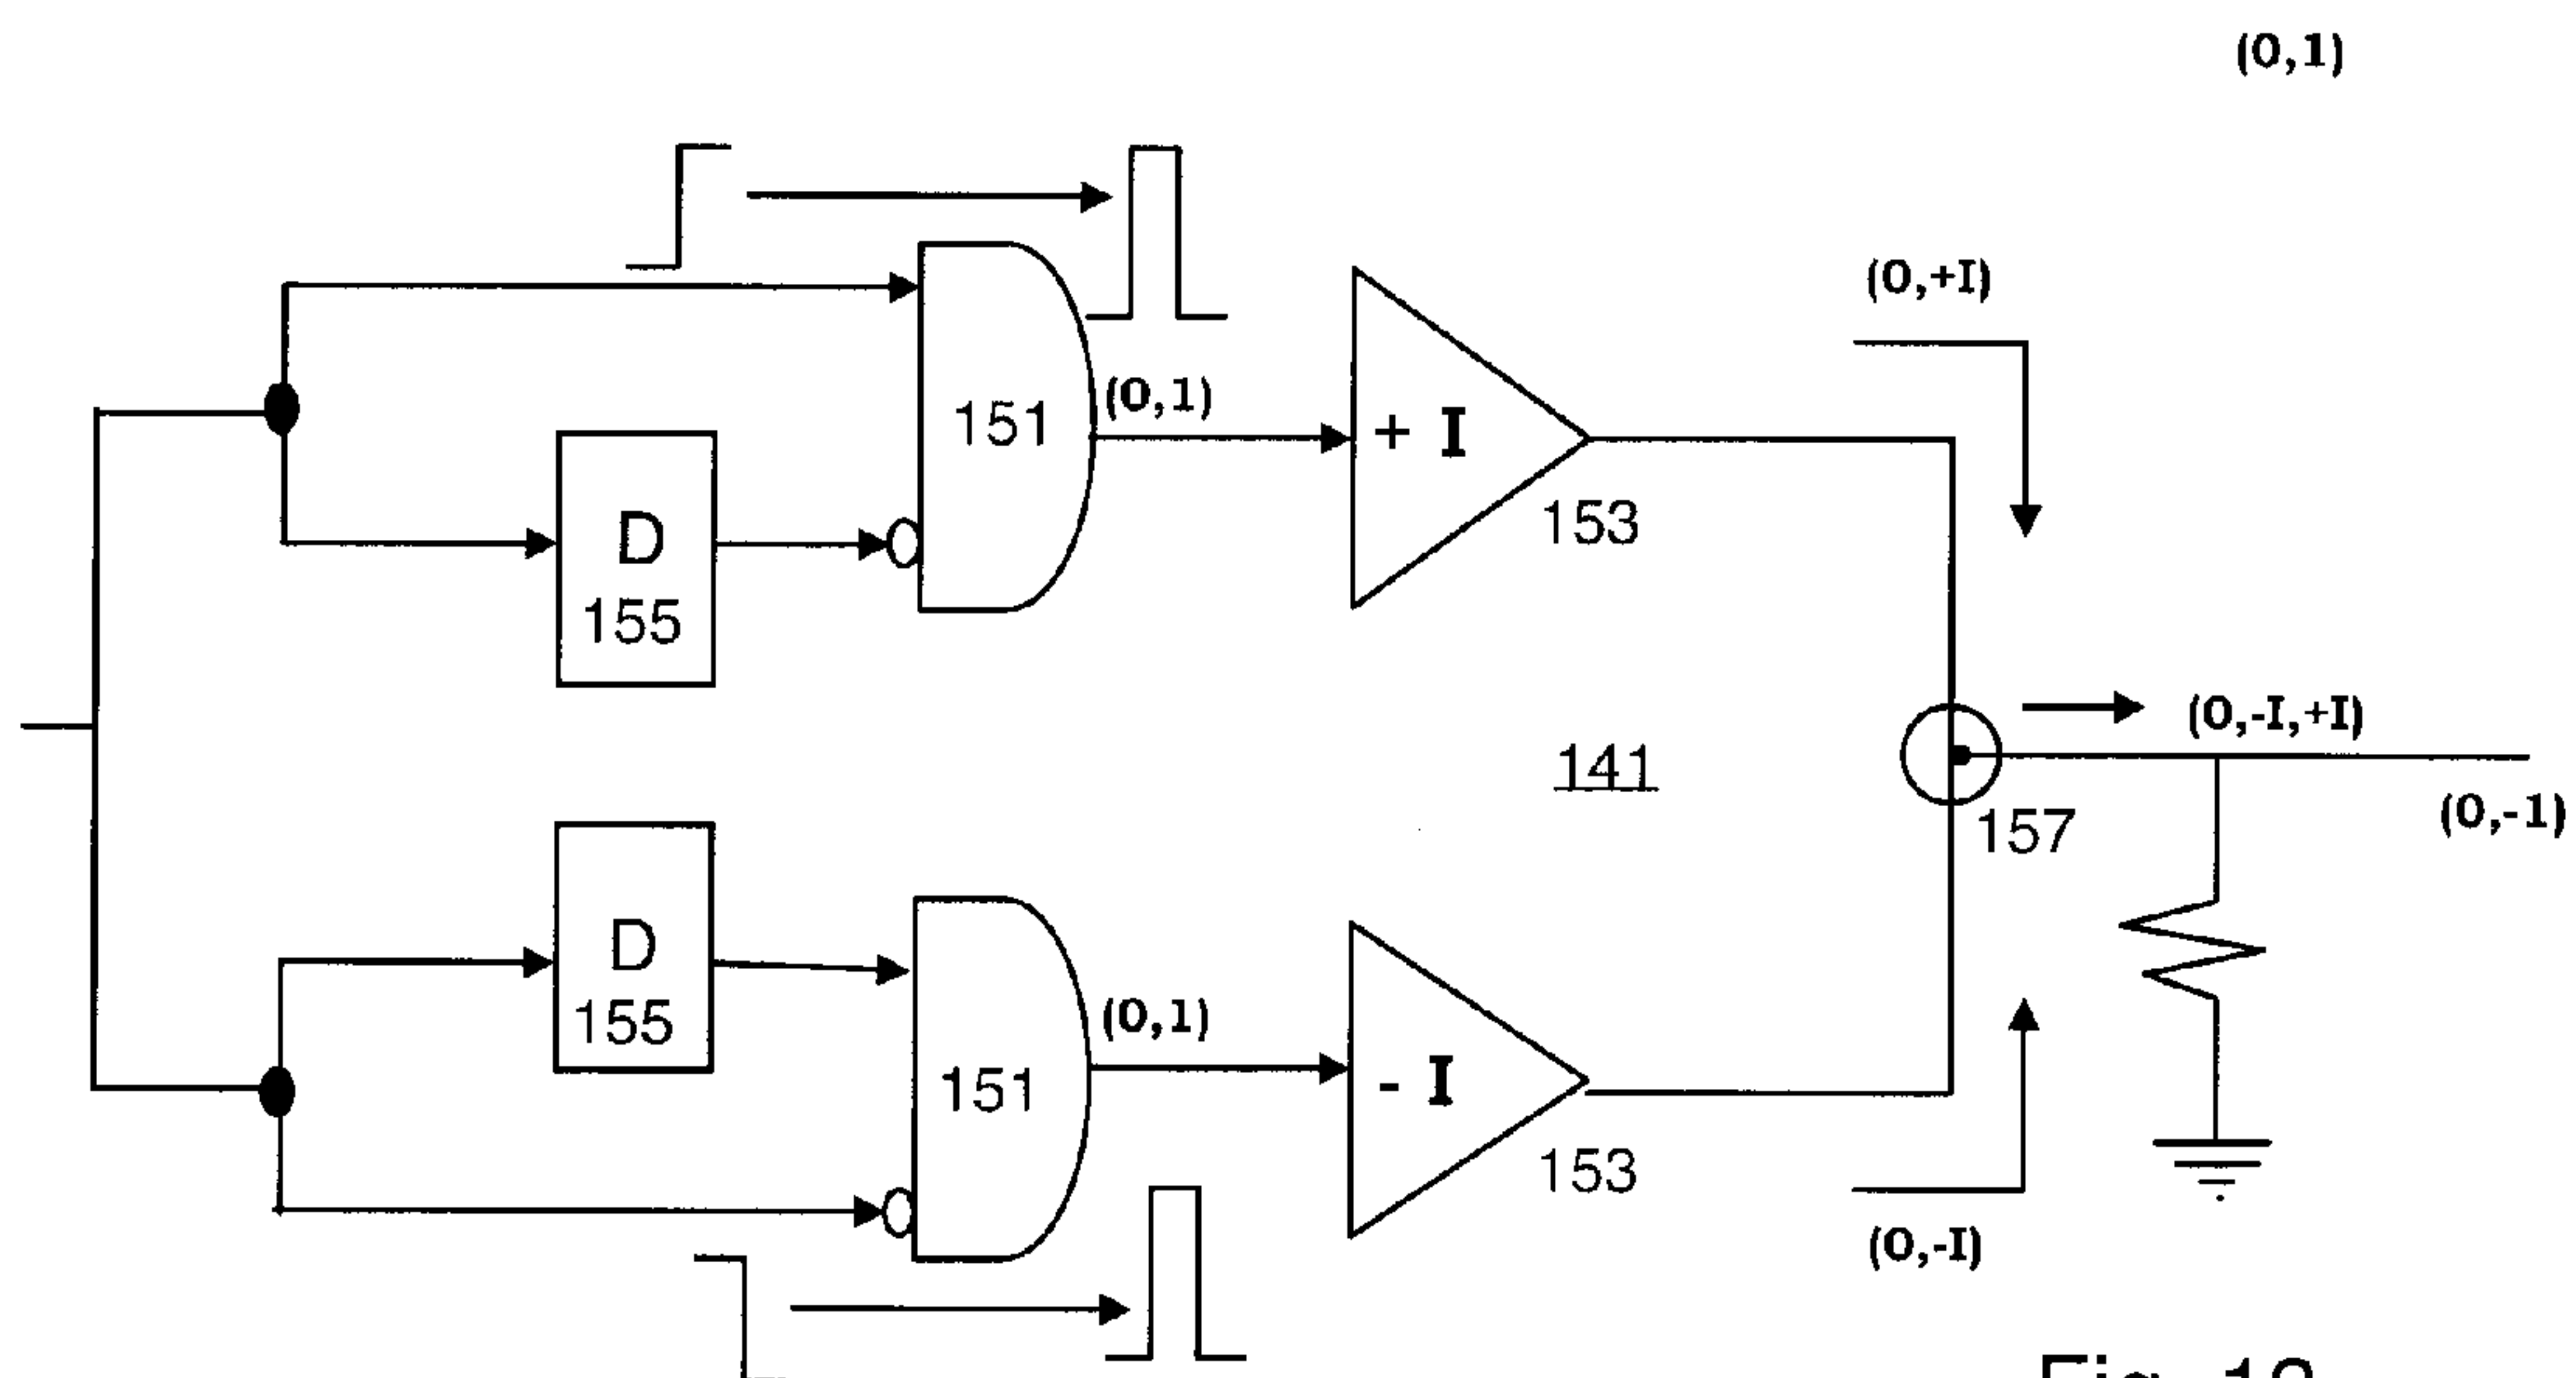 (0,1)
(0,+I)
151
(0,1)
+ I
153
D
155
(0,-I,+I)
141
157
(0,-1)
D
155
151
(0,1)
- I
153
(0,-I)